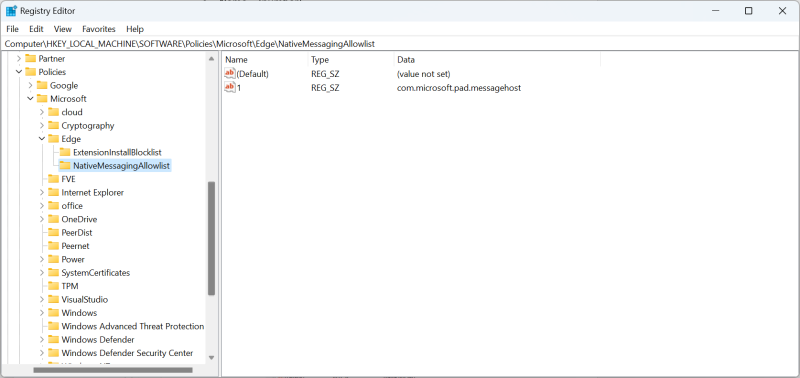 Registry Editor
File Edit View Favorites Help
Computer\HKEY_LOCAL_MACHINE\SOFTWARE\Policies\Microsoft\Edge\NativeMessagingAllowlist
Partner
Policies
Google
Microsoft
cloud
Cryptography
Edge
ExtensionInstallBlocklist
NativeMessagingAllowlist
FVE
Internet Explorer
office
OneDrive
PeerDist
Peernet
Power
SystemCertificates
TPM
VisualStudio
Windows
Windows Advanced Threat Protection
Windows Defender
Windows Defender Security Center
Name Type Data
(Default) REG_SZ (value not set)
1 REG_SZ com.microsoft.pad.messagehost